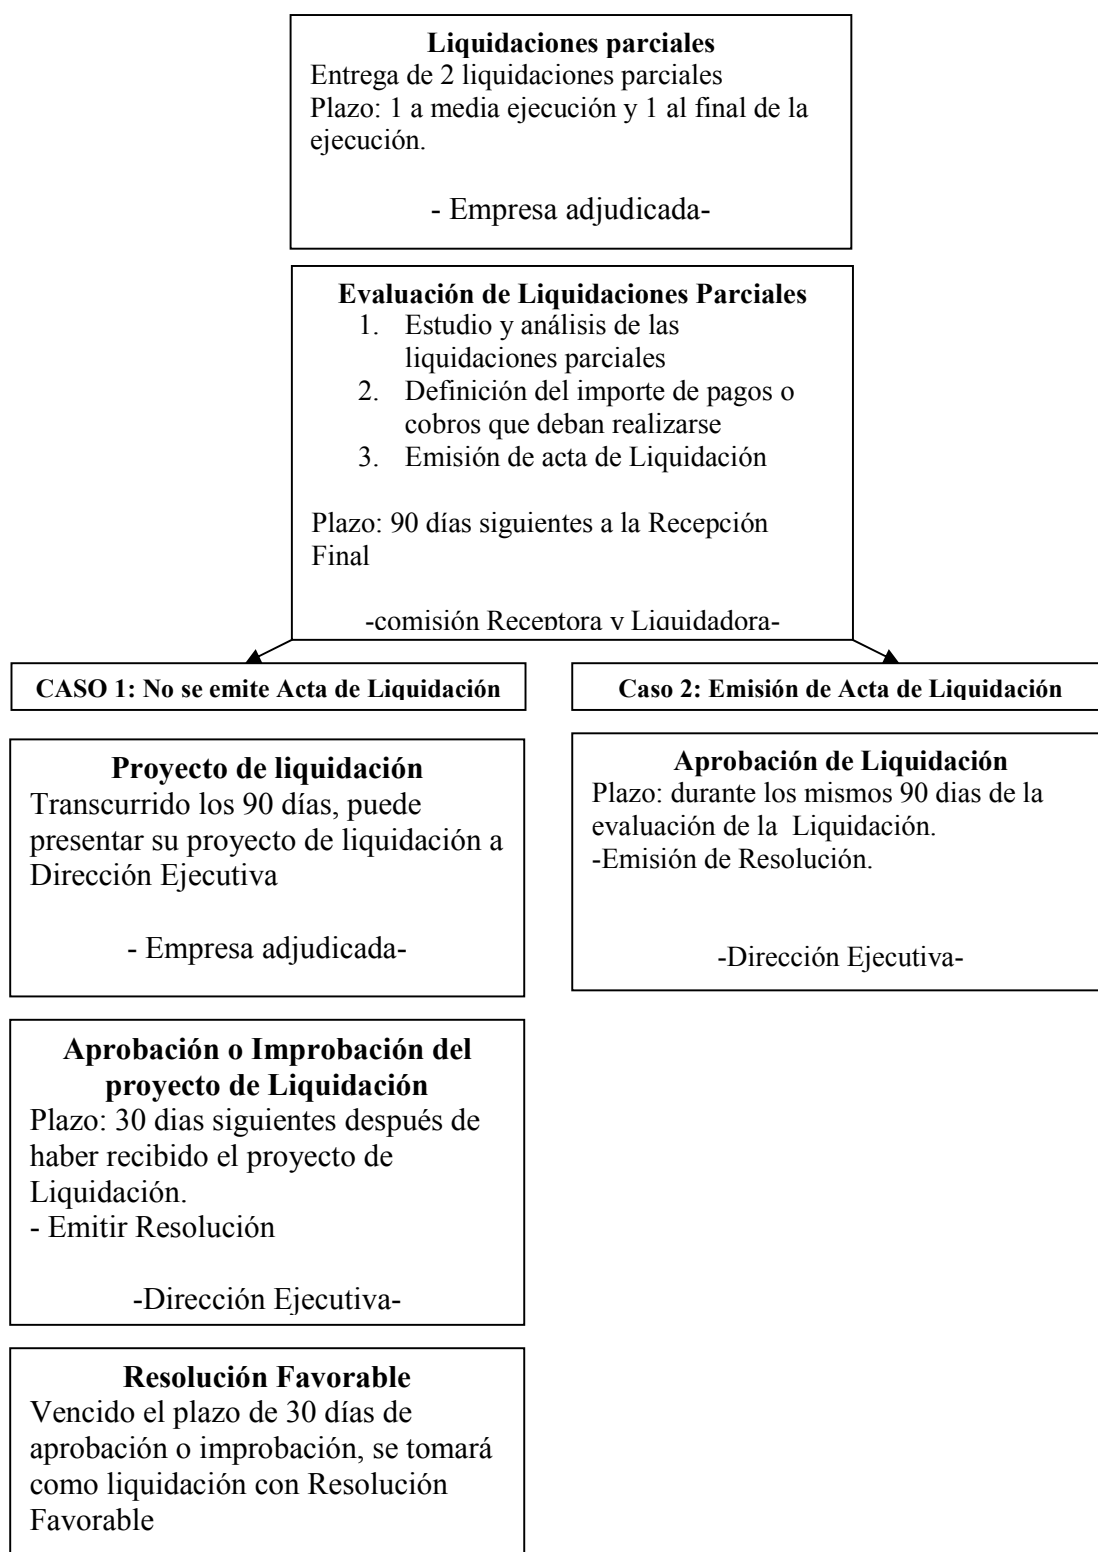 Liquidaciones parciales
Entrega de 2 liquidaciones parciales
Plazo: 1 a media ejecución y 1 al final de la
ejecución.
- Empresa adjudicada-
Evaluación de Liquidaciones Parciales
1. Estudio y análisis de las
liquidaciones parciales
2. Definición del importe de pagos o
cobros que deban realizarse
3. Emisión de acta de Liquidación
Plazo: 90 días siguientes a la Recepción
Final
-comisión Receptora y Liquidadora-
CASO 1: No se emite Acta de Liquidación
Proyecto de liquidación
Transcurrido los 90 días, puede
presentar su proyecto de liquidación a
Dirección Ejecutiva
- Empresa adjudicada-
Aprobación o Improbación del
proyecto de Liquidación
Plazo: 30 dias siguientes después de
haber recibido el proyecto de
Liquidación.
- Emitir Resolución
-Dirección Ejecutiva-
Resolución Favorable
Vencido el plazo de 30 días de
aprobación o improbación, se tomará
como liquidación con Resolución
Favorable
Caso 2: Emisión de Acta de Liquidación
Aprobación de Liquidación
Plazo: durante los mismos 90 dias de la
evaluación de la  Liquidación.
-Emisión de Resolución.
-Dirección Ejecutiva-